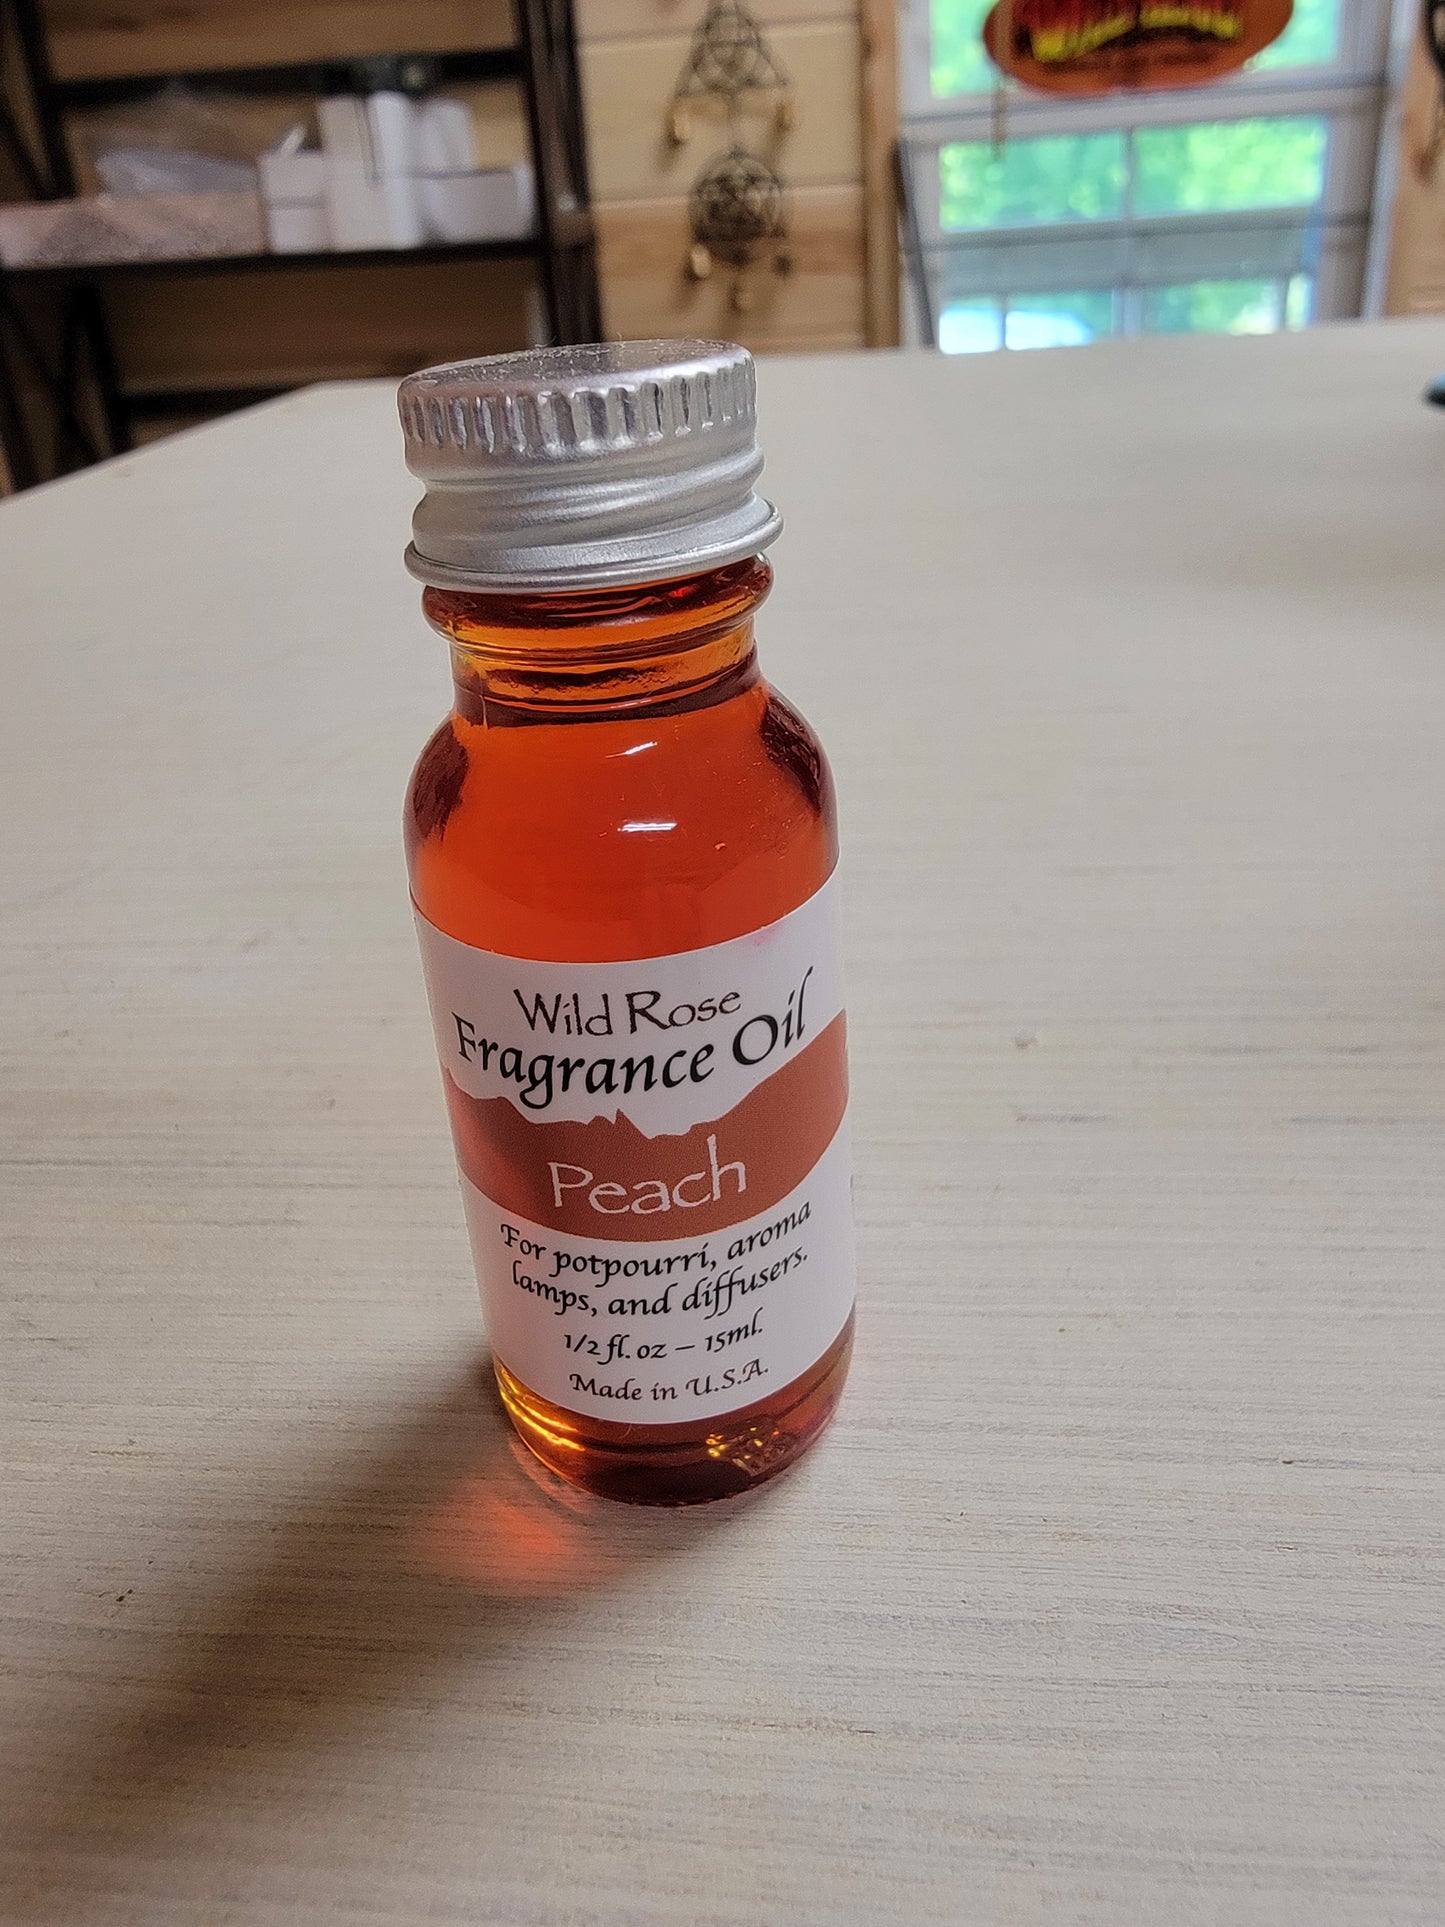 Wild Rose
Fragrance Oil
Peach
For potpourri, aroma
lamps, and diffusers.
1/2 fl. oz – 15ml.
Made in U.S.A.